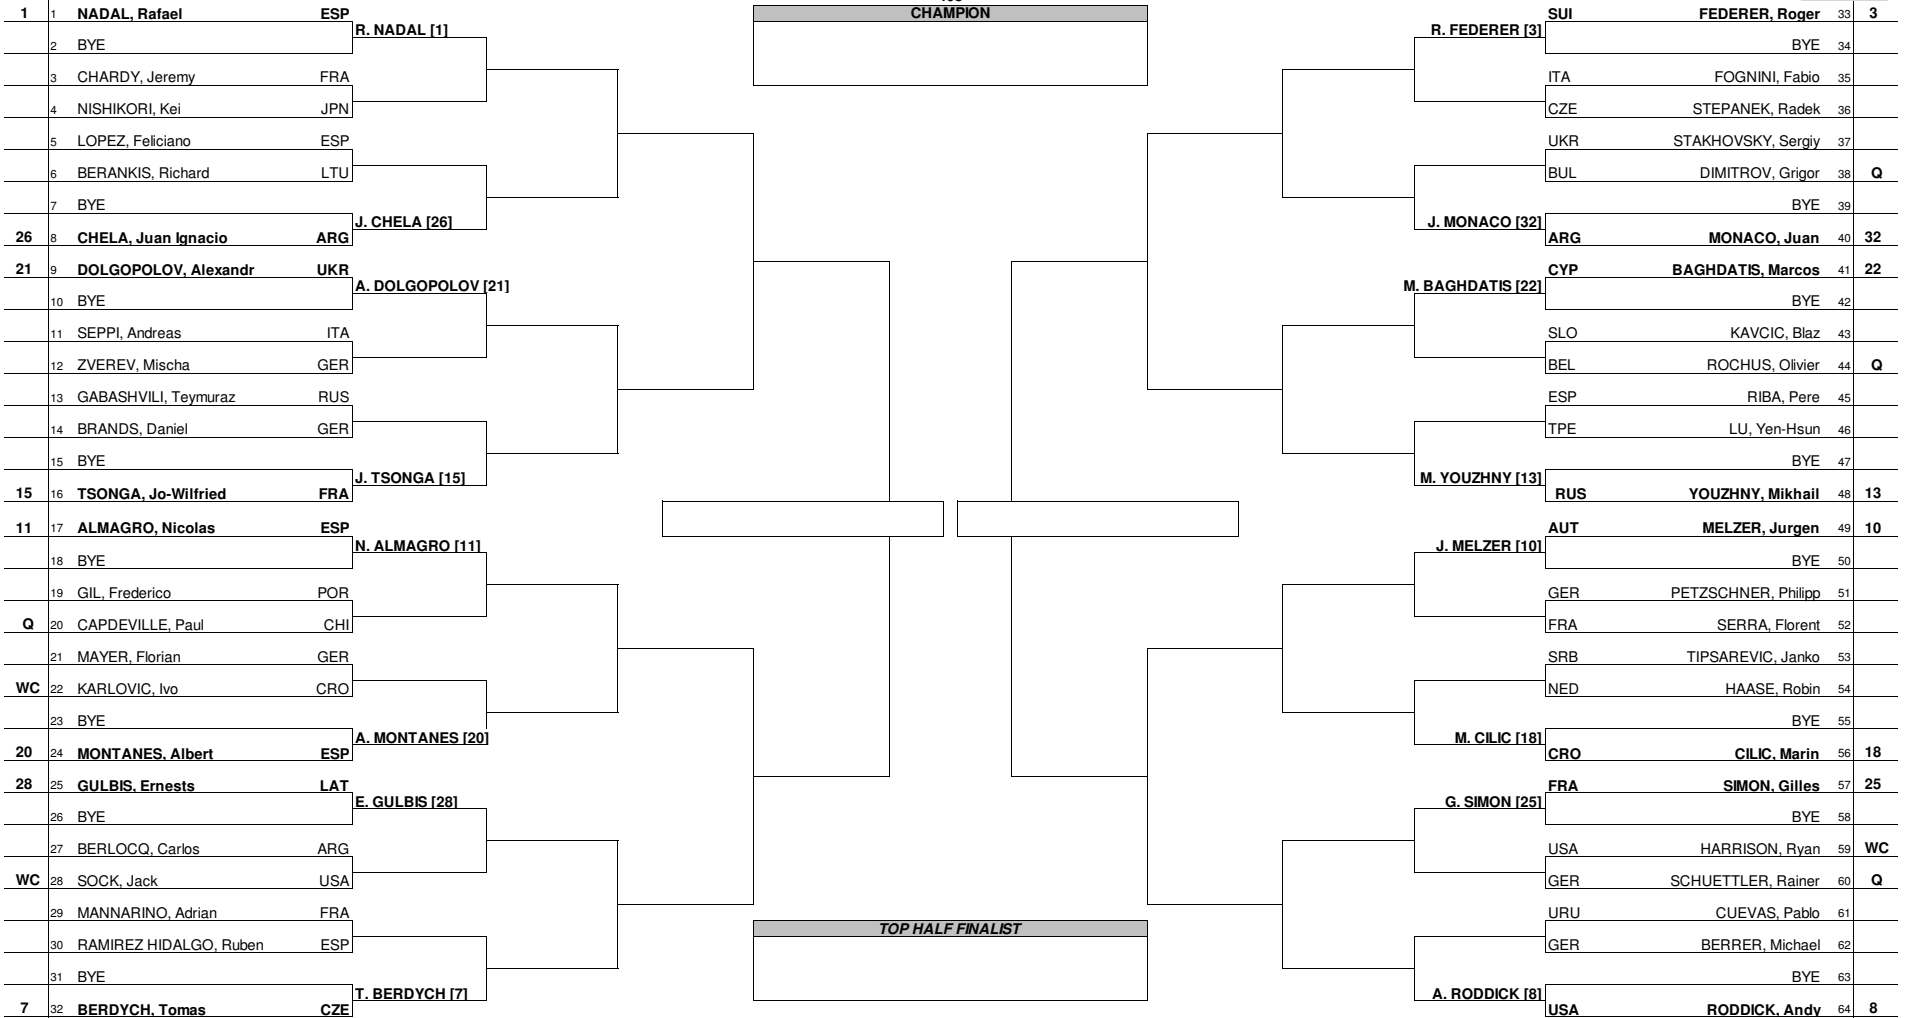 CHAMPION
1 1 NADAL, Rafael ESP
R. NADAL [1]
2 BYE
3 CHARDY, Jeremy FRA
4 NISHIKORI, Kei JPN
5 LOPEZ, Feliciano ESP
6 BERANKIS, Richard LTU
7 BYE
J. CHELA [26]
26 8 CHELA, Juan Ignacio ARG
21 9 DOLGOPOLOV, Alexandr UKR
A. DOLGOPOLOV [21]
10 BYE
11 SEPPI, Andreas ITA
12 ZVEREV, Mischa GER
13 GABASHVILI, Teymuraz RUS
14 BRANDS, Daniel GER
15 BYE
J. TSONGA [15]
15 16 TSONGA, Jo-Wilfried FRA
11 17 ALMAGRO, Nicolas ESP
N. ALMAGRO [11]
18 BYE
19 GIL, Frederico POR
Q 20 CAPDEVILLE, Paul CHI
21 MAYER, Florian GER
WC 22 KARLOVIC, Ivo CRO
23 BYE
A. MONTANES [20]
20 24 MONTANES, Albert ESP
28 25 GULBIS, Ernests LAT
E. GULBIS [28]
26 BYE
27 BERLOCQ, Carlos ARG
WC 28 SOCK, Jack USA
29 MANNARINO, Adrian FRA
30 RAMIREZ HIDALGO, Ruben ESP
31 BYE
T. BERDYCH [7]
7 32 BERDYCH, Tomas CZE
TOP HALF FINALIST
SUI FEDERER, Roger 33 3
R. FEDERER [3]
BYE 34
ITA FOGNINI, Fabio 35
CZE STEPANEK, Radek 36
UKR STAKHOVSKY, Sergiy 37
BUL DIMITROV, Grigor 38 Q
BYE 39
J. MONACO [32]
ARG MONACO, Juan 40 32
CYP BAGHDATIS, Marcos 41 22
M. BAGHDATIS [22]
BYE 42
SLO KAVCIC, Blaz 43
BEL ROCHUS, Olivier 44 Q
ESP RIBA, Pere 45
TPE LU, Yen-Hsun 46
BYE 47
M. YOUZHNY [13]
RUS YOUZHNY, Mikhail 48 13
AUT MELZER, Jurgen 49 10
J. MELZER [10]
BYE 50
GER PETZSCHNER, Philipp 51
FRA SERRA, Florent 52
SRB TIPSAREVIC, Janko 53
NED HAASE, Robin 54
BYE 55
M. CILIC [18]
CRO CILIC, Marin 56 18
FRA SIMON, Gilles 57 25
G. SIMON [25]
BYE 58
USA HARRISON, Ryan 59 WC
GER SCHUETTLER, Rainer 60 Q
URU CUEVAS, Pablo 61
GER BERRER, Michael 62
BYE 63
A. RODDICK [8]
USA RODDICK, Andy 64 8